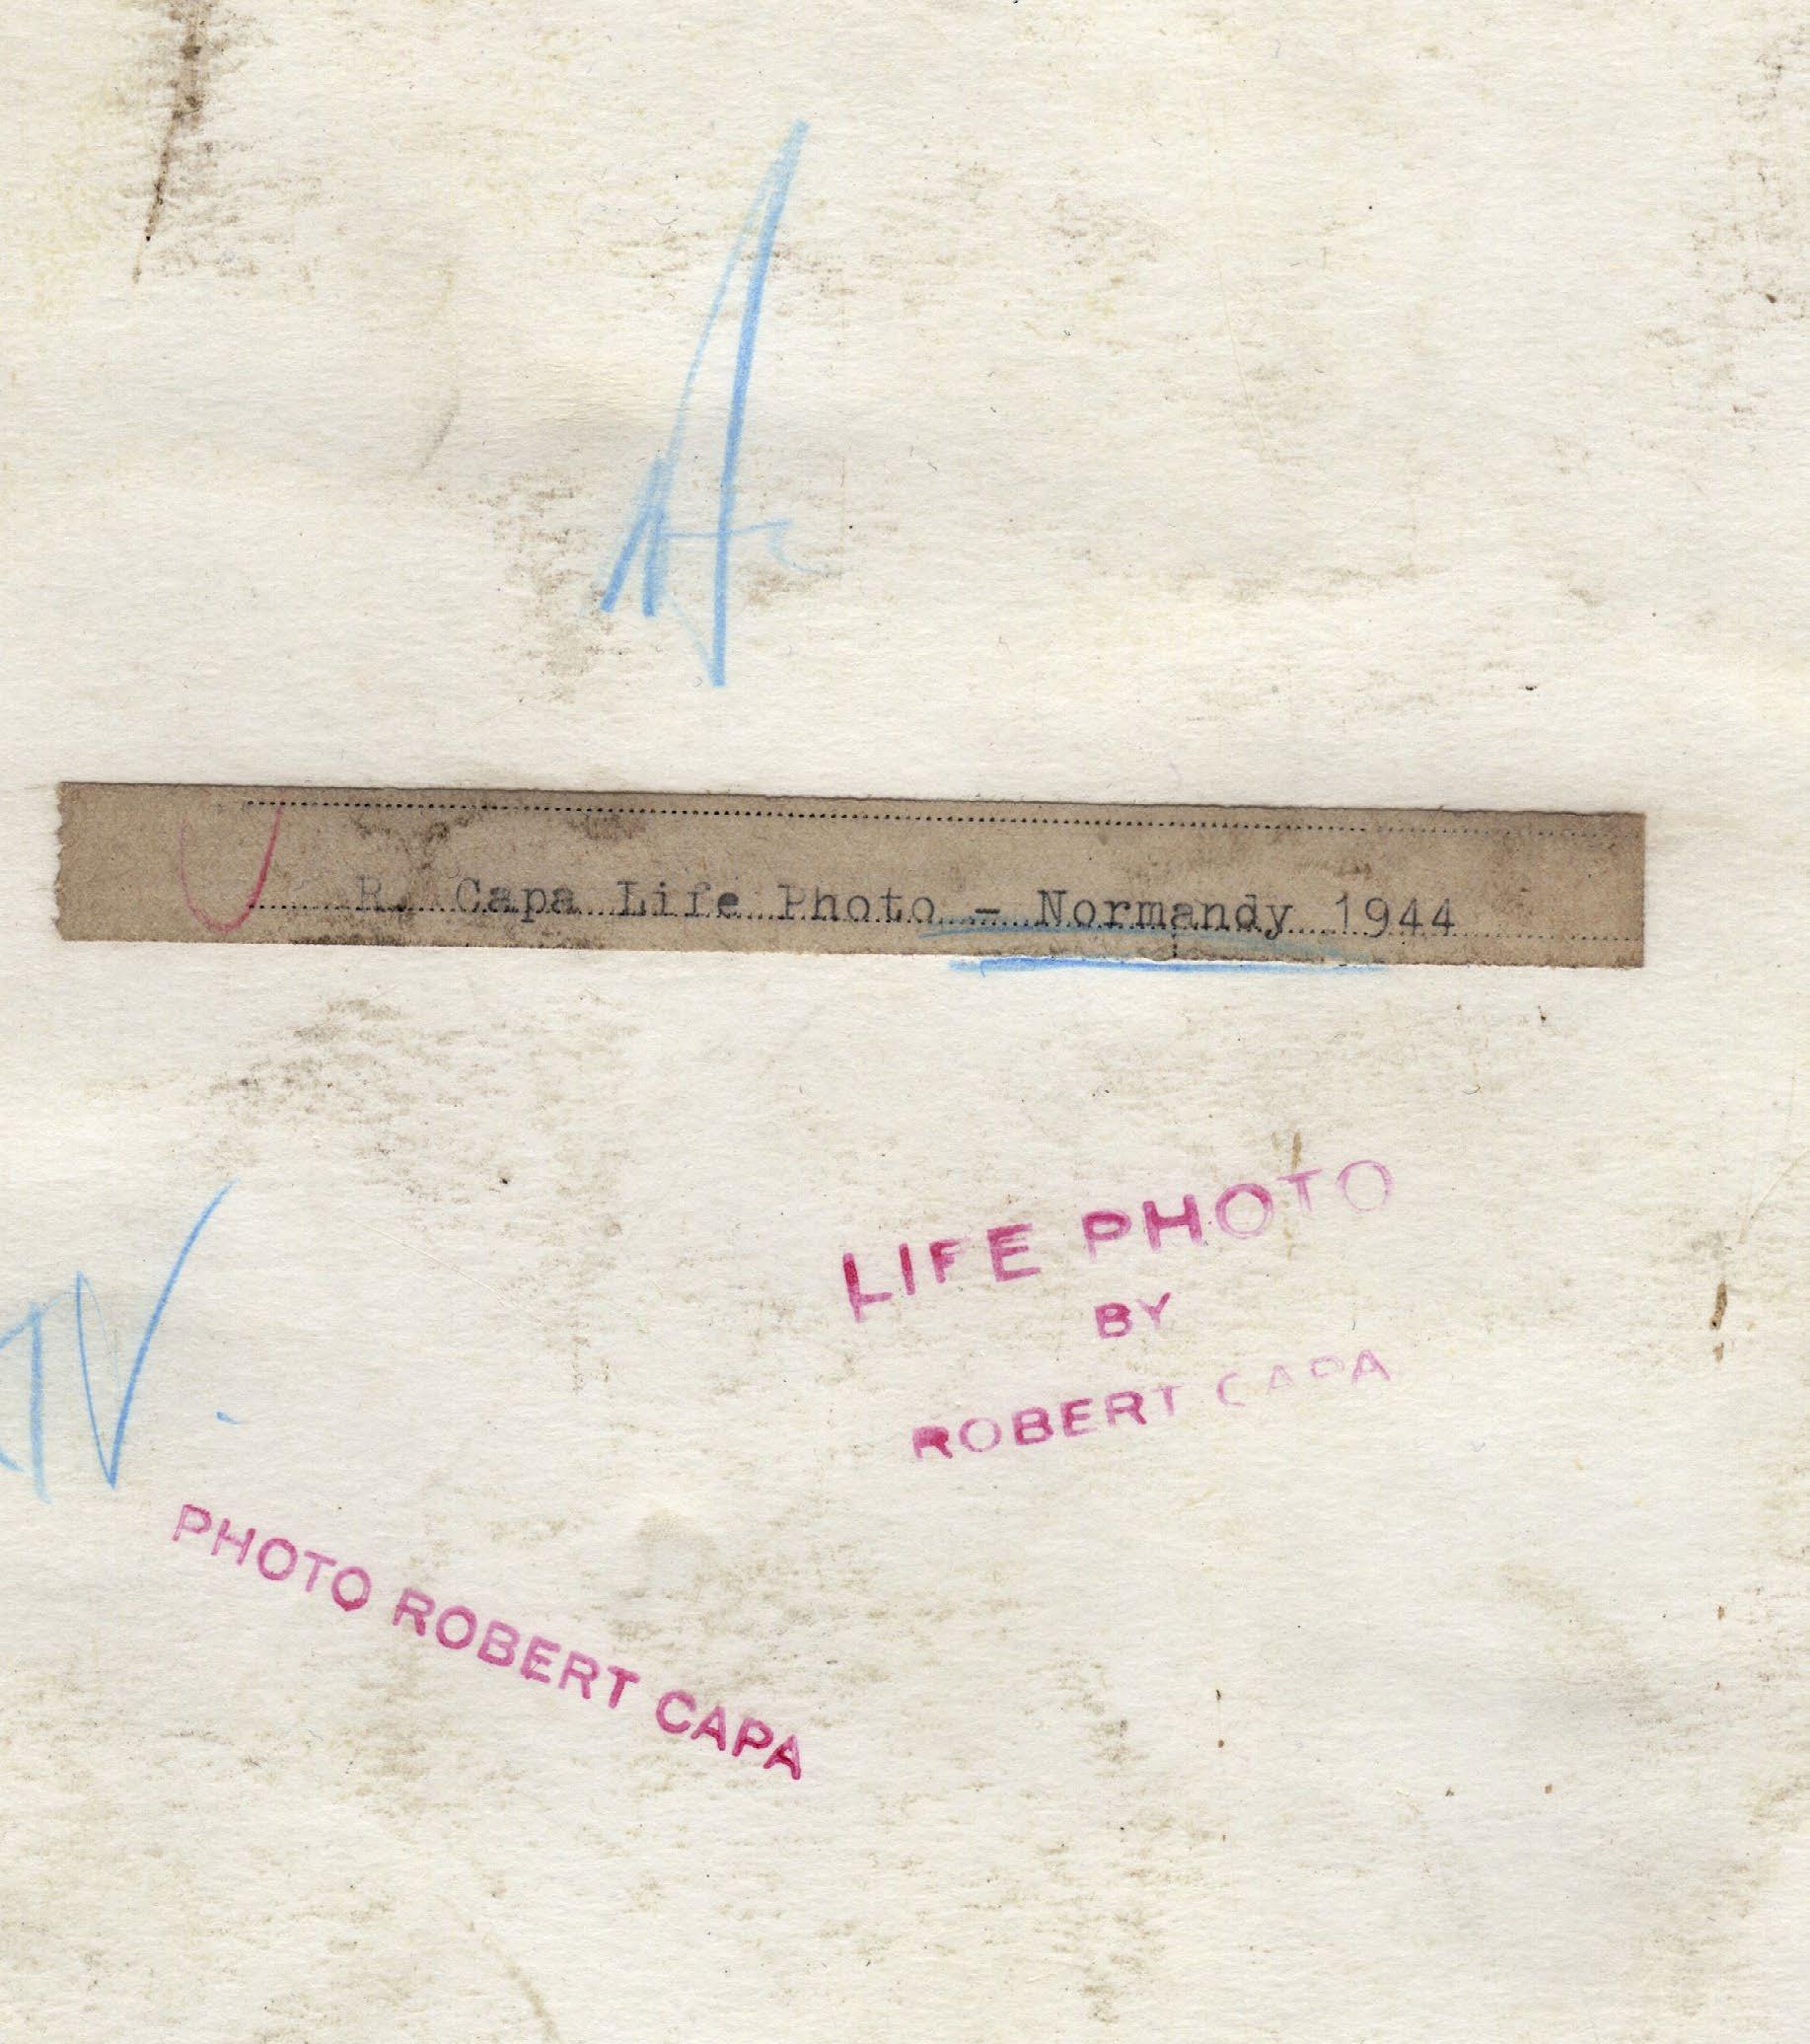 A
R. Capa Life Photo - Normandy 1944
LIFE PHOTO
BY
ROBERT CAPA
PHOTO ROBERT CAPA